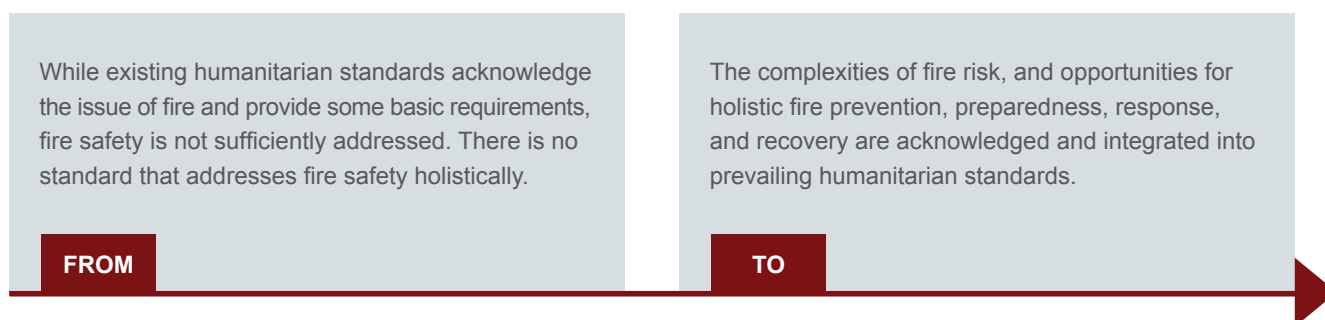 While existing humanitarian standards acknowledge
the issue of fire and provide some basic requirements,
fire safety is not sufficiently addressed. There is no
standard that addresses fire safety holistically.
FROM
The complexities of fire risk, and opportunities for
holistic fire prevention, preparedness, response,
and recovery are acknowledged and integrated into
prevailing humanitarian standards.
TO